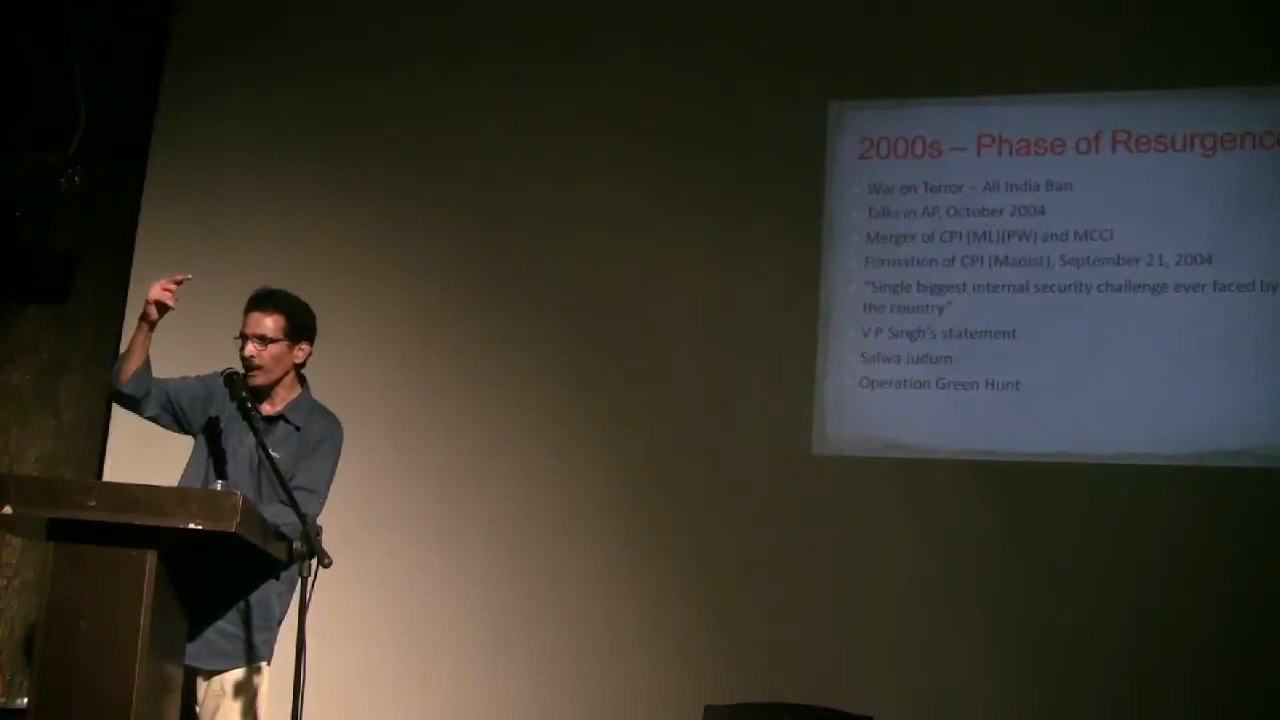 2000s – Phase of Resurgenc
War on Terror – All India Ban
Talks in AP, October 2004
Merger of CPI (ML)(PW) and MCCI
Formation of CPI (Maoist), September 21, 2004
"Single biggest internal security challenge ever faced by
the country"
V P Singh's statement
Salwa Judum
Operation Green Hunt